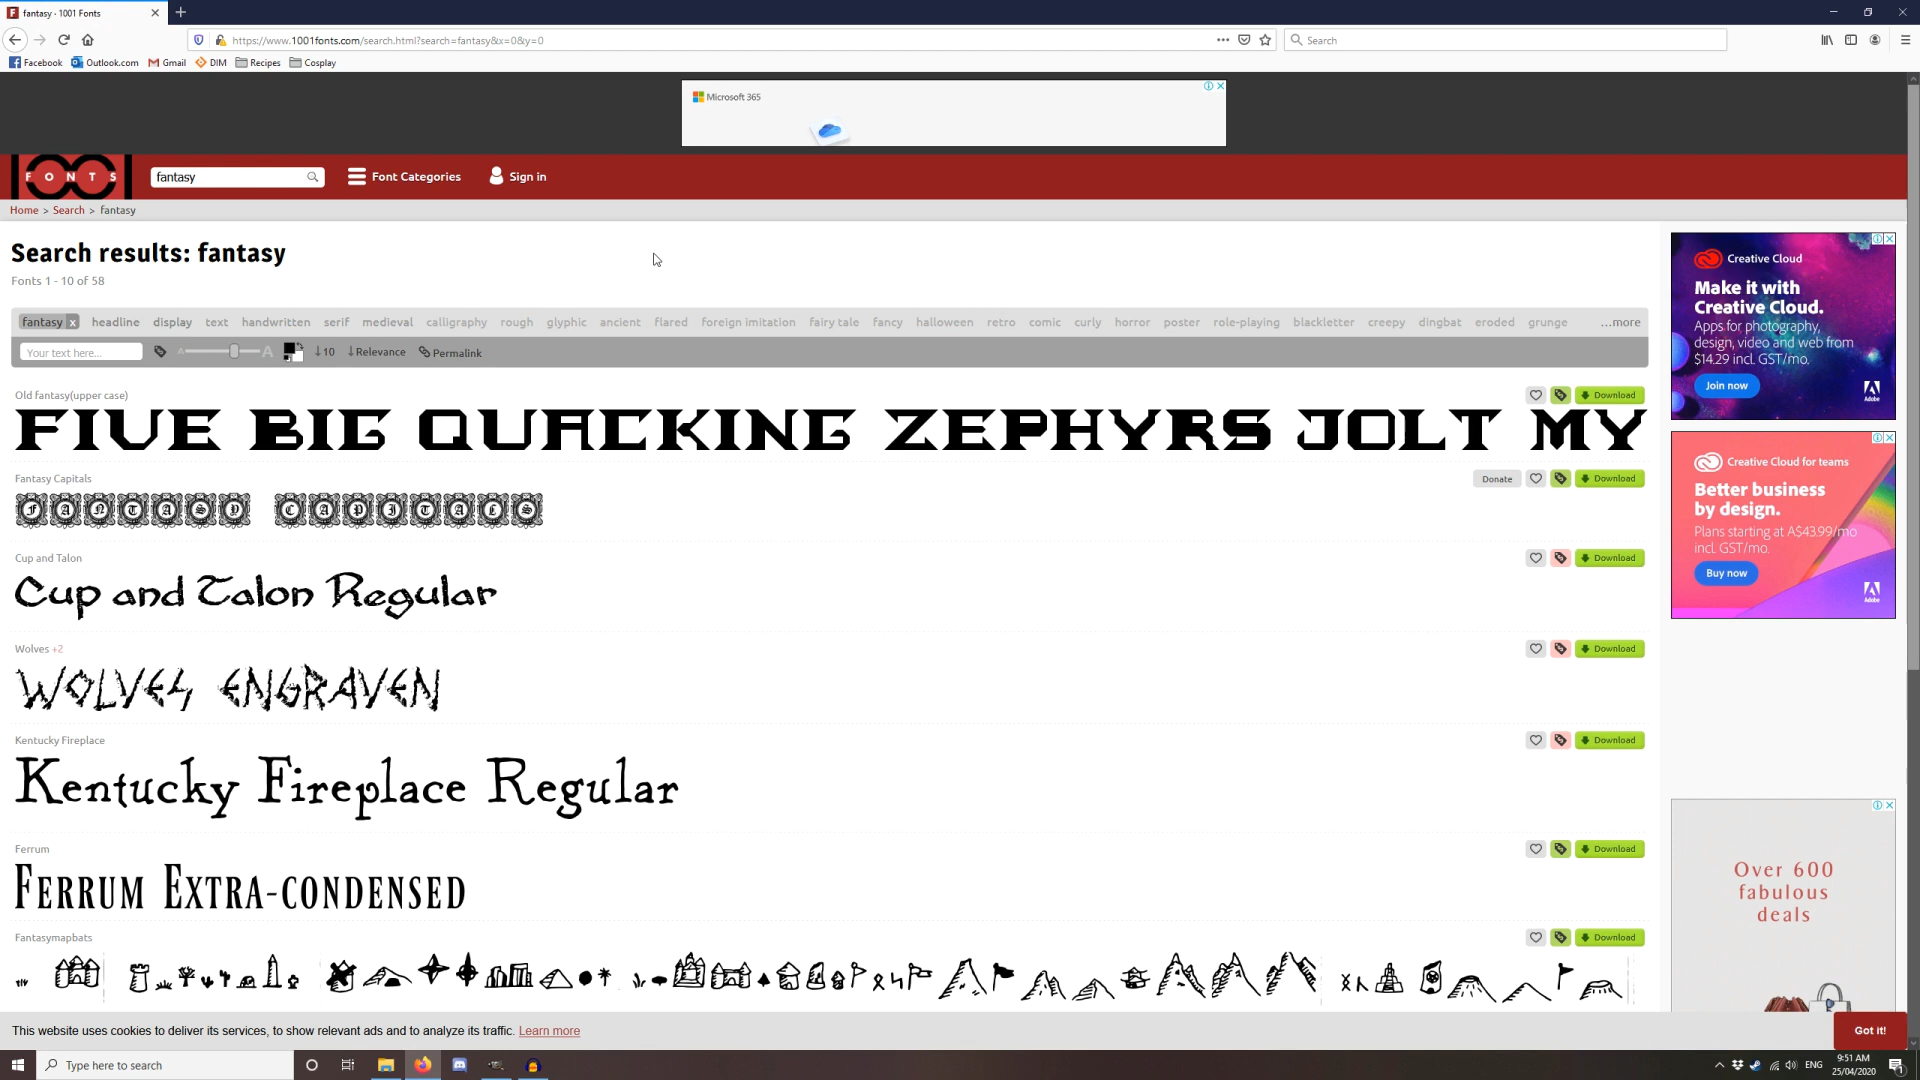 fantasy - 1001 Fonts
https://www.1001fonts.com/search.html?search=fantasy&x=0&y=0
Search
Facebook Outlook.com Gmail DIM Recipes Cosplay
Microsoft 365
FONTS
fantasy
Font Categories
Sign in
Home > Search > fantasy
Search results: fantasy
Fonts 1 - 10 of 58
fantasy x headline display text handwritten serif medieval calligraphy rough glyphic ancient flared foreign imitation fairy tale fancy halloween retro comic curly horror poster role-playing blackletter creepy dingbat eroded grunge ...more
Your text here... A A ↓10 ↓Relevance Permalink
Old fantasy(upper case)
Download
FIVE BIG QUACKING ZEPHYRS JOLT MY
Fantasy Capitals
Donate Download
FANTASY CAPITALS
Cup and Talon
Download
Cup and Talon Regular
Wolves +2
Download
WOLVES ENGRAVEN
Kentucky Fireplace
Download
Kentucky Fireplace Regular
Ferrum
Download
FERRUM EXTRA-CONDENSED
Fantasymapbats
Download
Creative Cloud
Make it with
Creative Cloud.
Apps for photography,
design, video and web from
$14.29 incl. GST/mo.
Join now
Adobe
Creative Cloud for teams
Better business
by design.
Plans starting at A$43.99/mo
incl. GST/mo.
Buy now
Adobe
Over 600
fabulous
deals
This website uses cookies to deliver its services, to show relevant ads and to analyze its traffic. Learn more
Got it!
Type here to search
ENG
9:51 AM
25/04/2020